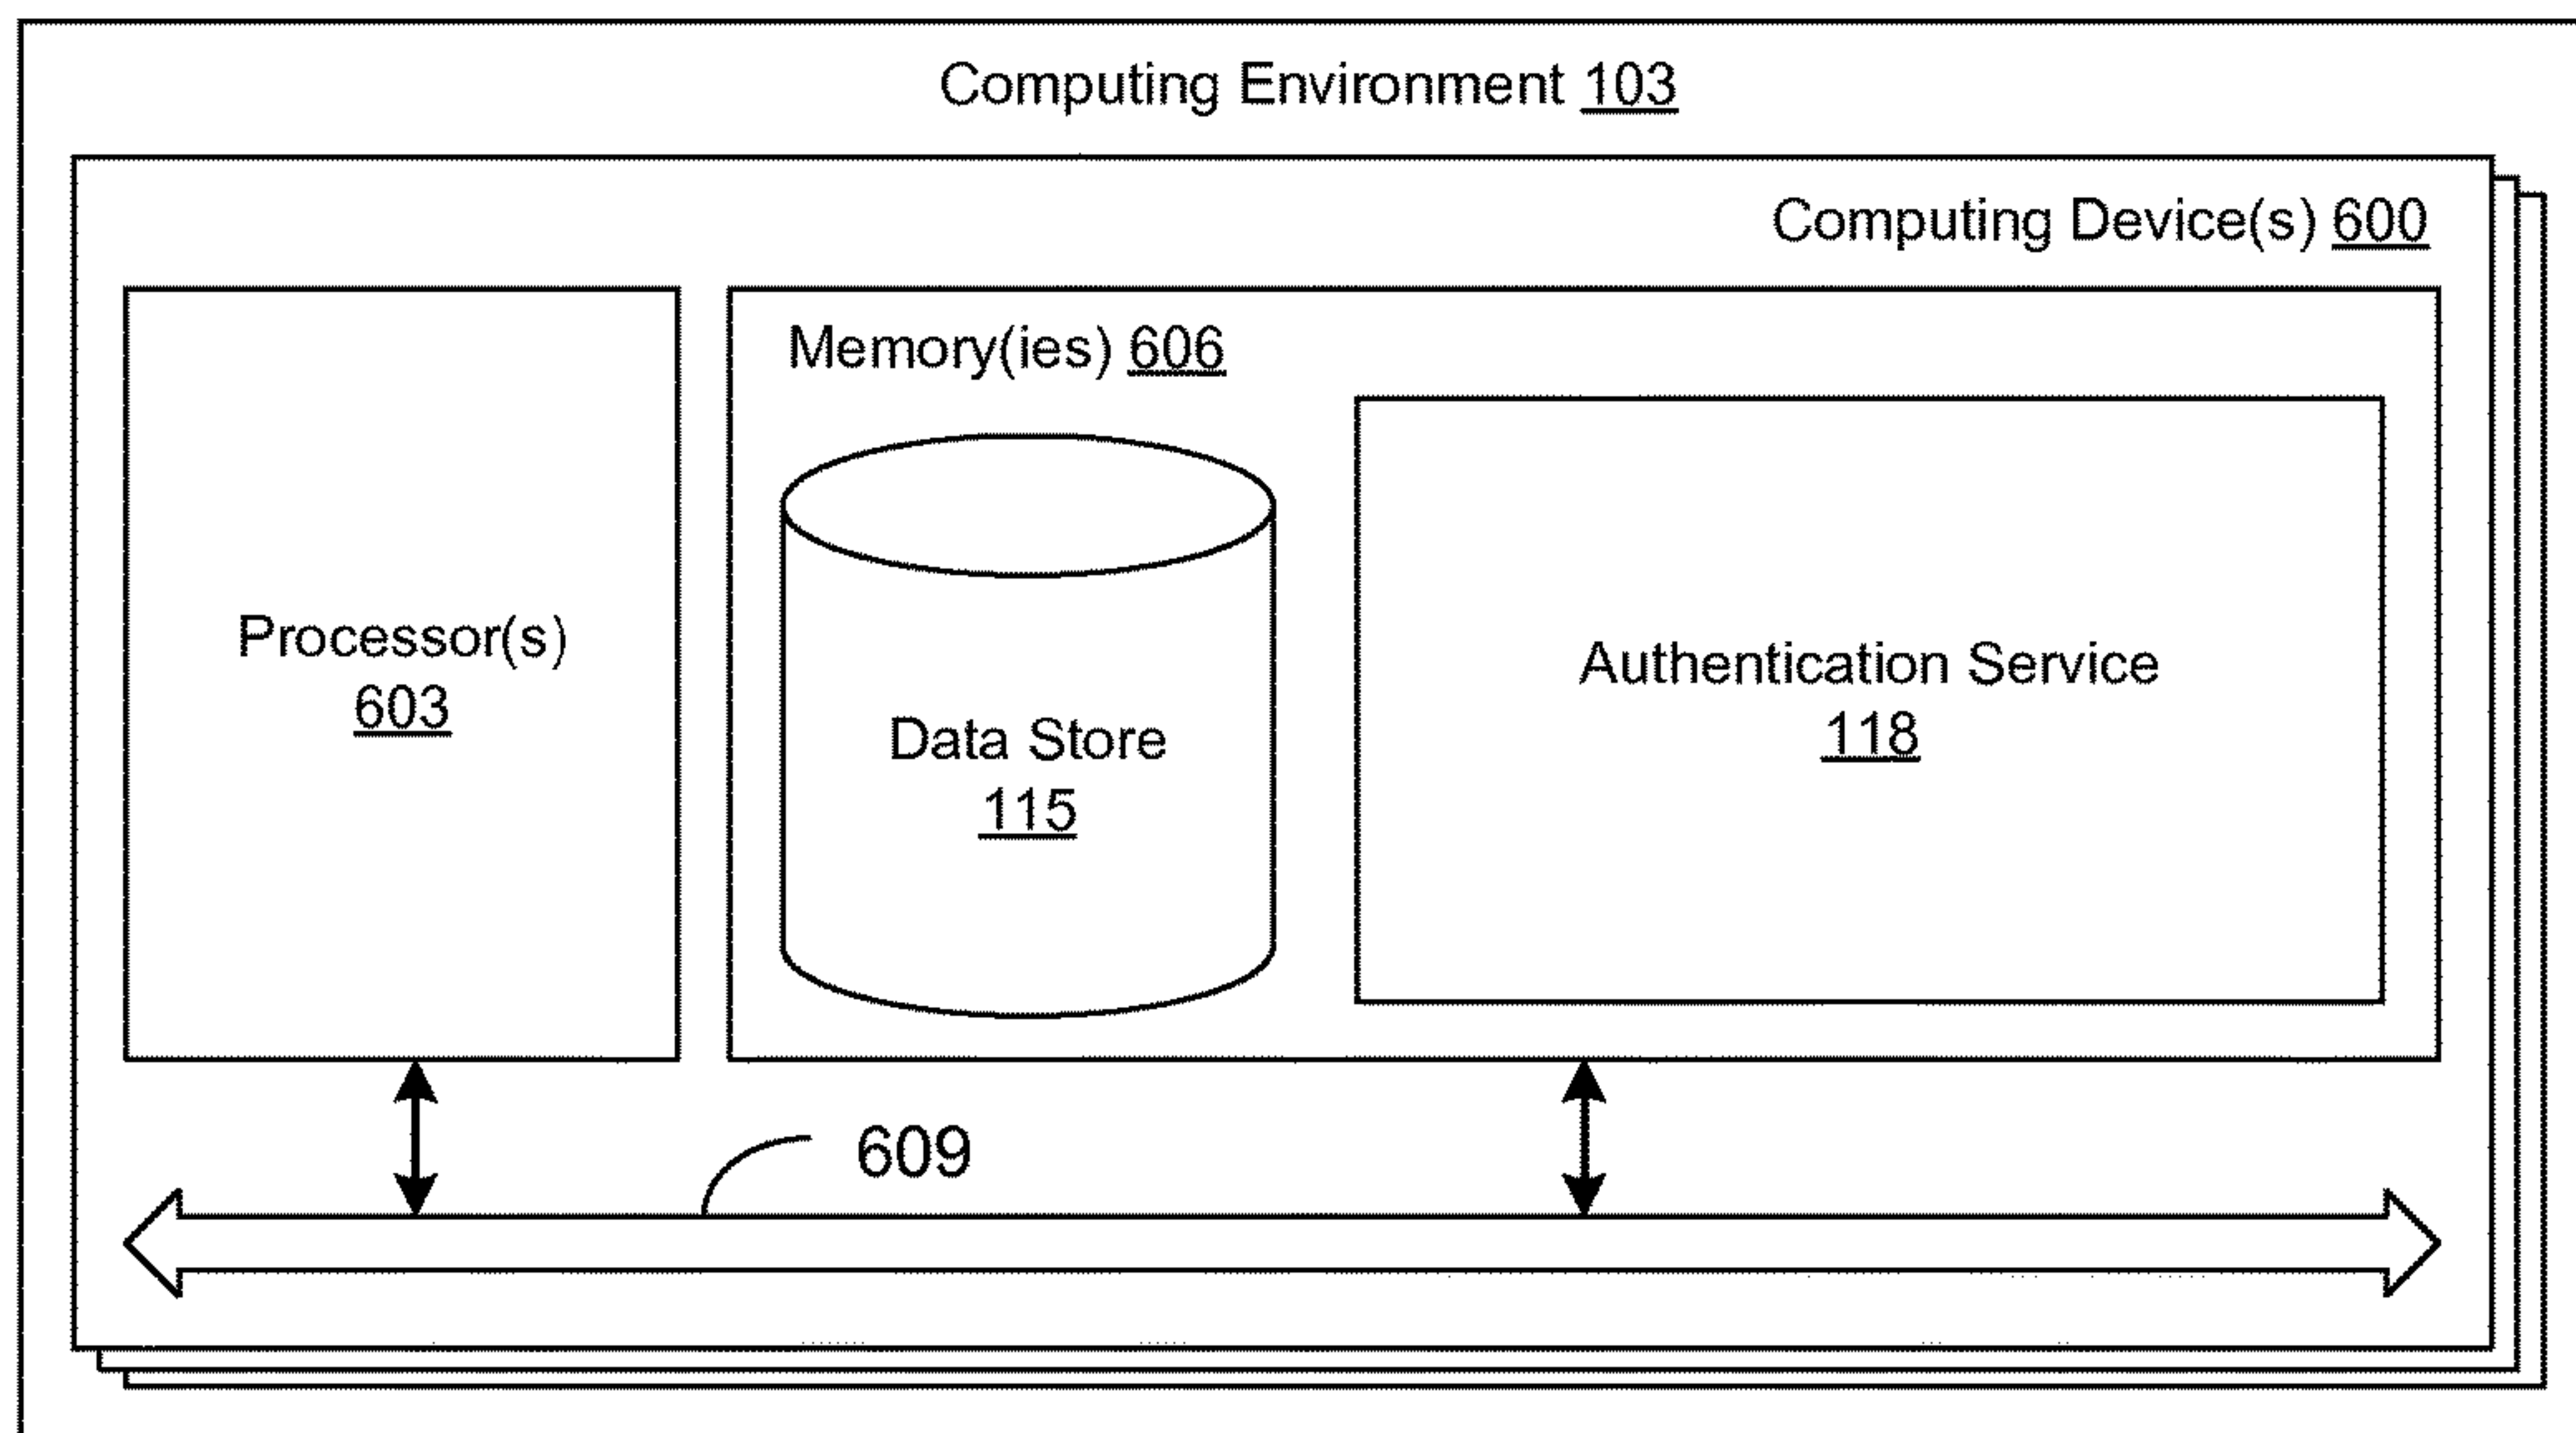 Computing Environment 103
Computing Device(s) 600
Memory(ies) 606
Processor(s)
603
Data Store
115
Authentication Service
118
609